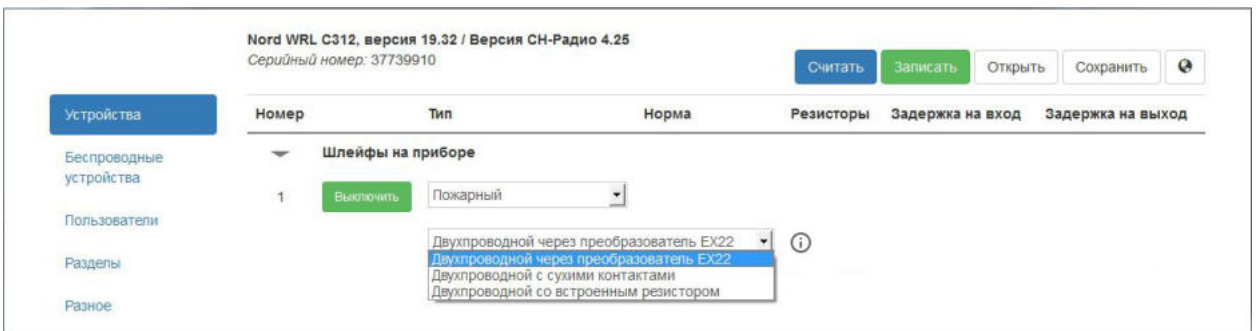 Nord WRL C312, версия 19.32 / Версия СН-Радио 4.25
Серийный номер: 37739910
Считать Записать Открыть Сохранить
Устройства
Номер Тип Норма Резисторы Задержка на вход Задержка на выход
Беспроводные
устройства
Шлейфы на приборе
1 Выключить Пожарный
Пользователи
Двухпроводной через преобразователь EX22
Разделы
Двухпроводной через преобразователь EX22
Двухпроводной с сухими контактами
Двухпроводной со встроенным резистором
Разное